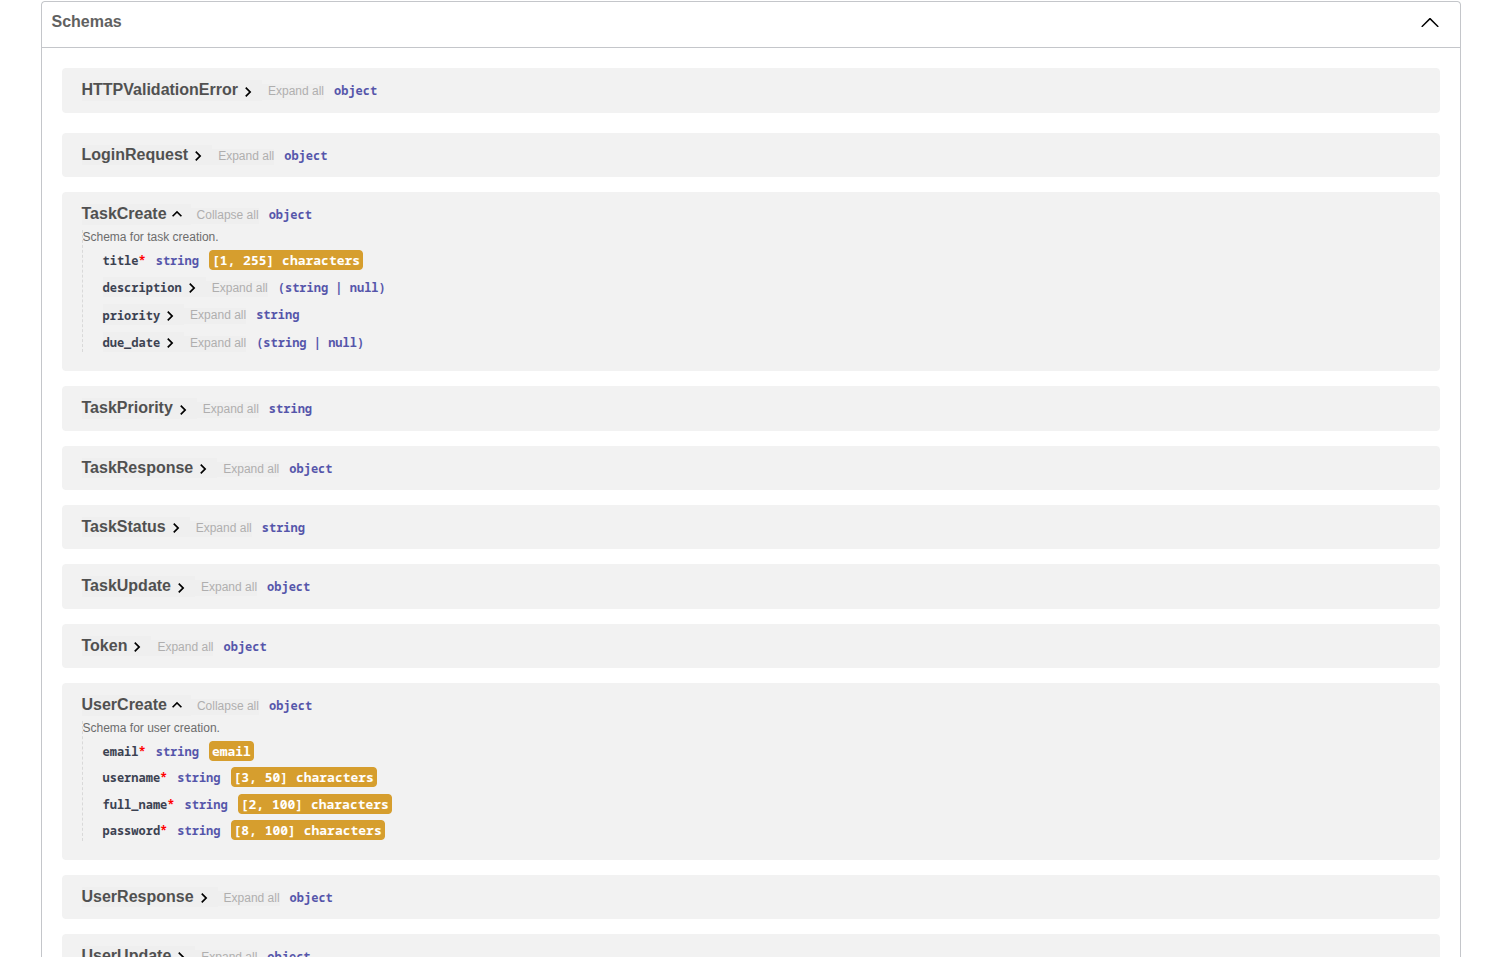 Schemas
HTTPValidationError Expand all object
LoginRequest Expand all object
TaskCreate Collapse all object
Schema for task creation.
title* string [1, 255] characters
description Expand all (string | null)
priority Expand all string
due_date Expand all (string | null)
TaskPriority Expand all string
TaskResponse Expand all object
TaskStatus Expand all string
TaskUpdate Expand all object
Token Expand all object
UserCreate Collapse all object
Schema for user creation.
email* string email
username* string [3, 50] characters
full_name* string [2, 100] characters
password* string [8, 100] characters
UserResponse Expand all object
UserUpdate Expand all object